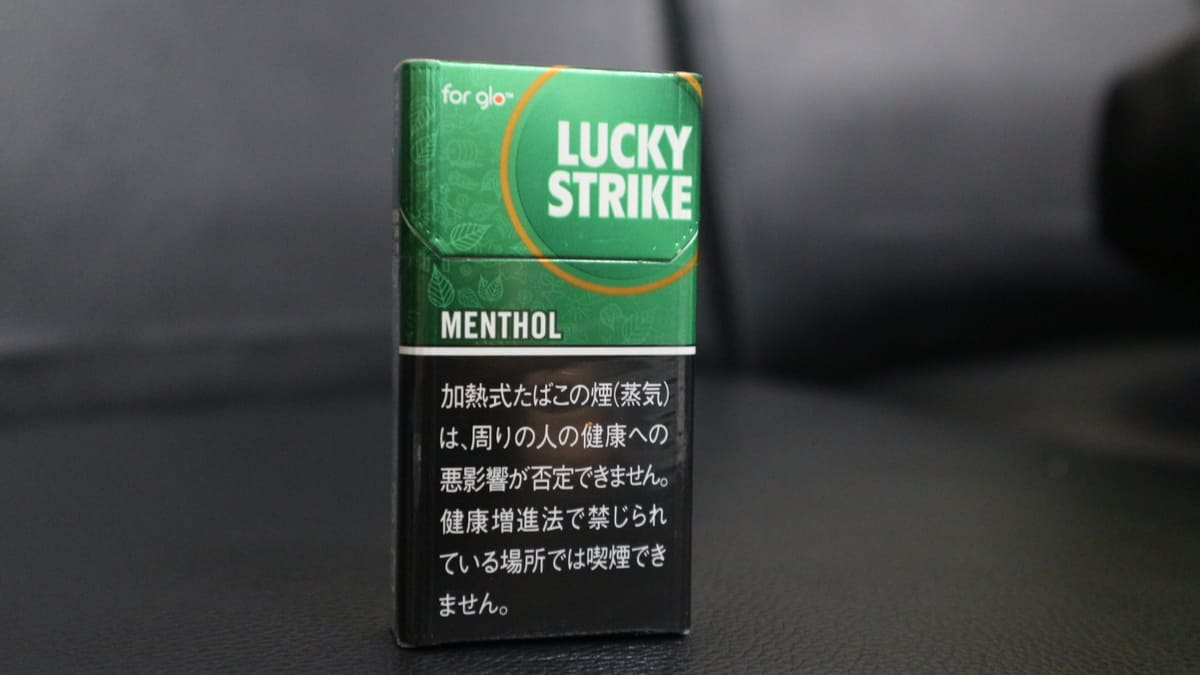 for glo™
LUCKY
STRIKE
MENTHOL
加熱式たばこの煙(蒸気)
は、周りの人の健康への
悪影響が否定できません。
健康増進法で禁じられ
ている場所では喫煙でき
ません。